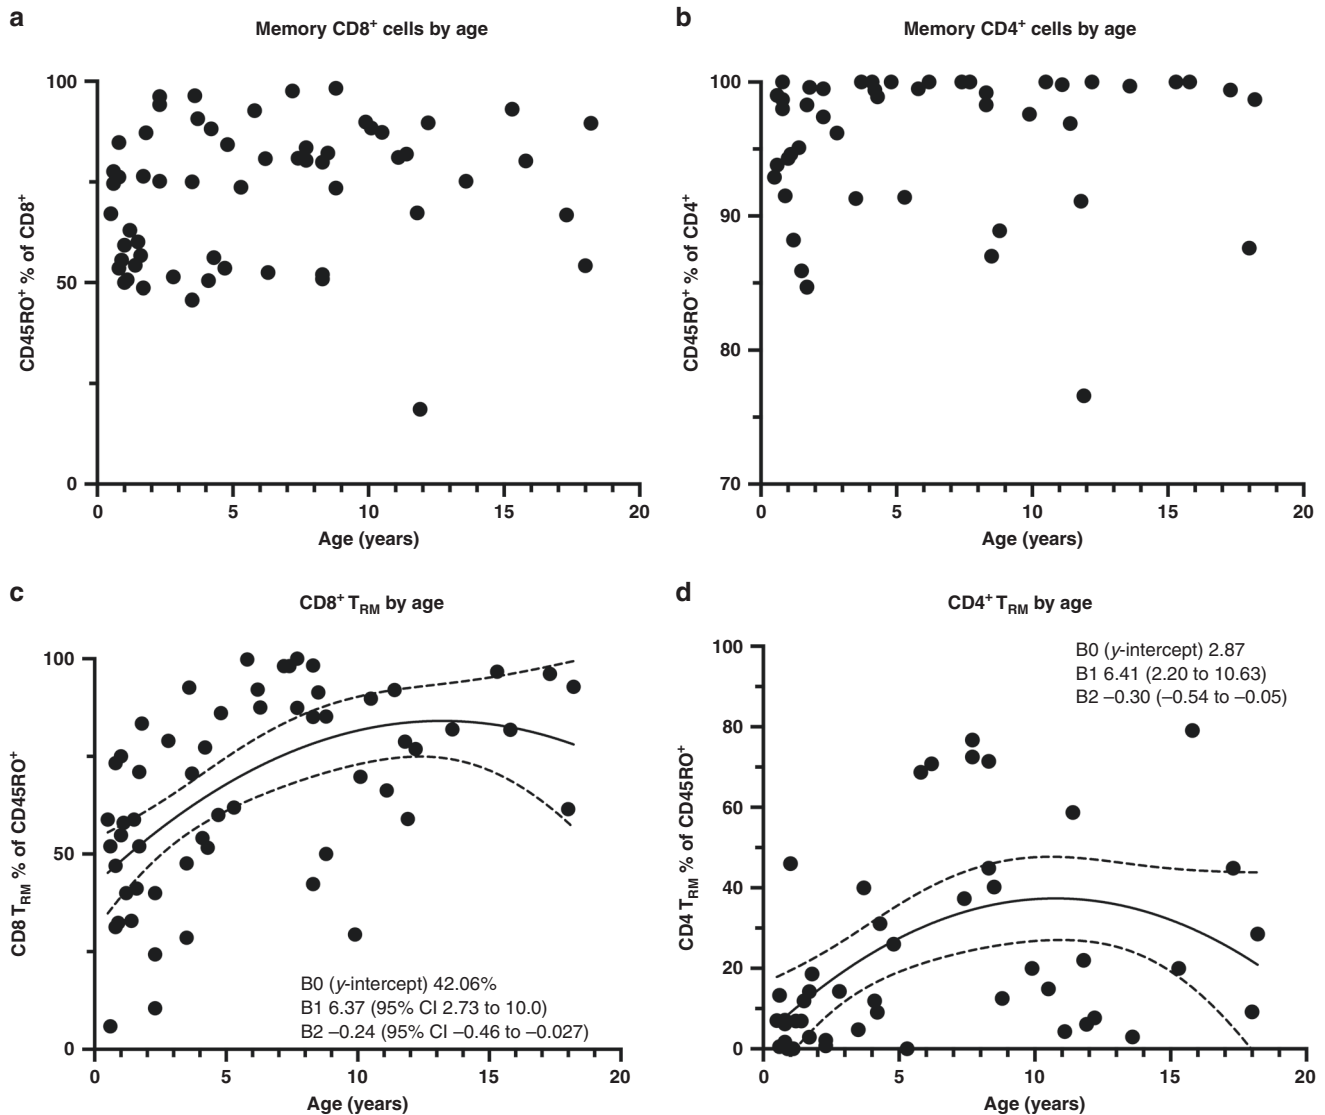 a
Memory CD8⁺ cells by age
CD45RO⁺ % of CD8⁺
100
50
0
0 5 10 15 20
Age (years)
b
Memory CD4⁺ cells by age
CD45RO⁺ % of CD4⁺
100
90
80
70
0 5 10 15 20
Age (years)
c
CD8⁺ T_RM by age
CD8 T_RM % of CD45RO⁺
100
50
0
B0 (y-intercept) 42.06%
B1 6.37 (95% CI 2.73 to 10.0)
B2 –0.24 (95% CI –0.46 to –0.027)
0 5 10 15 20
Age (years)
d
CD4⁺ T_RM by age
CD4 T_RM % of CD45RO⁺
100
80
60
40
20
0
B0 (y-intercept) 2.87
B1 6.41 (2.20 to 10.63)
B2 –0.30 (–0.54 to –0.05)
0 5 10 15 20
Age (years)